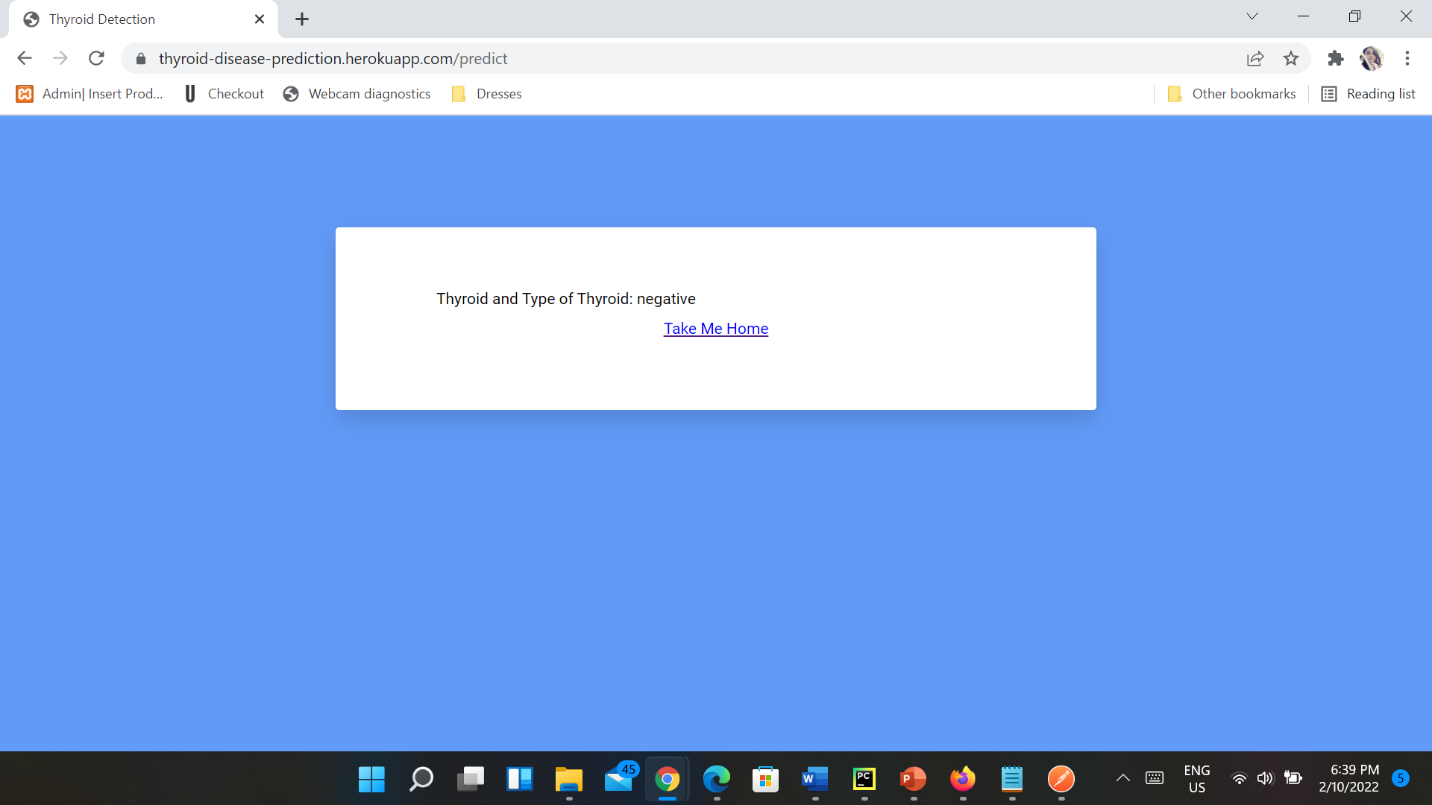 Thyroid Detection
thyroid-disease-prediction.herokuapp.com/predict
Admin| Insert Prod... Checkout Webcam diagnostics Dresses Other bookmarks Reading list
Thyroid and Type of Thyroid: negative
Take Me Home
45
W
PC
P
ENG
US
6:39 PM
2/10/2022
5